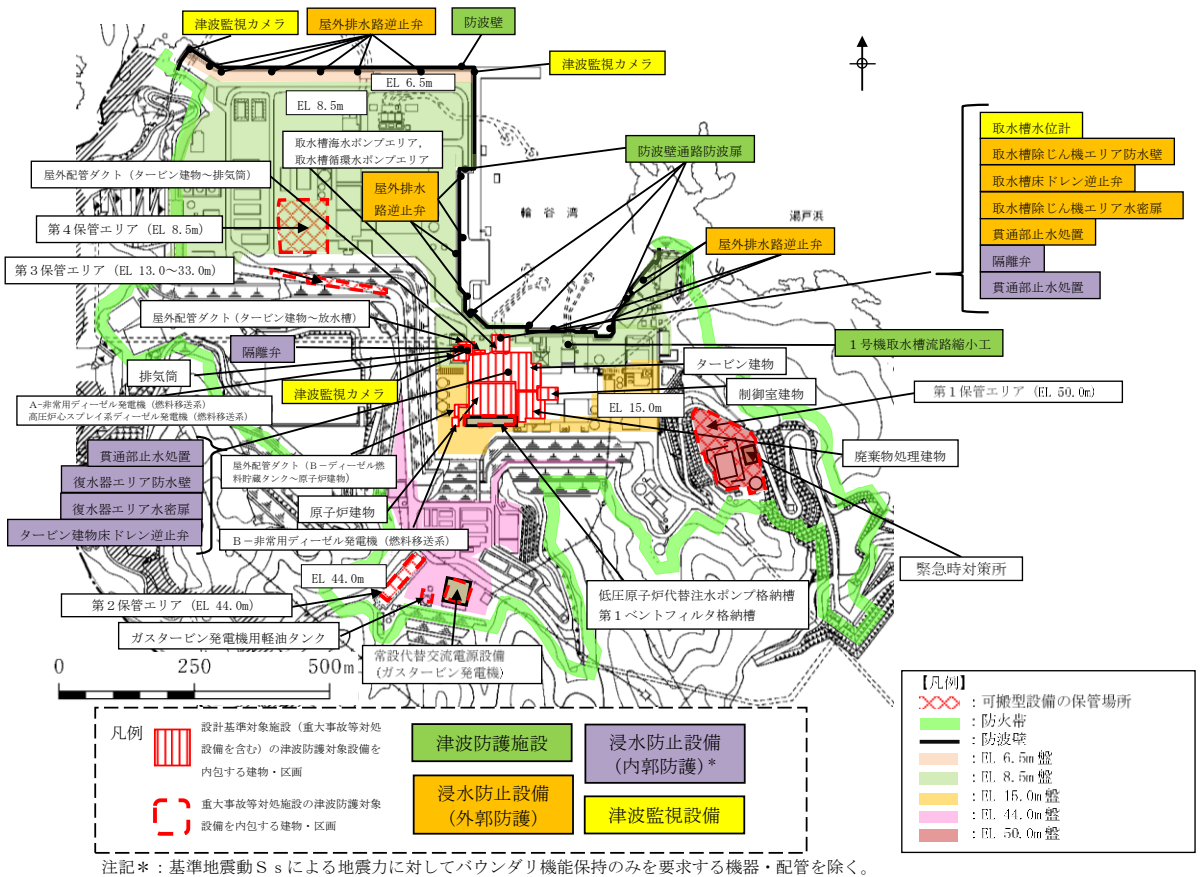 津波監視カメラ
屋外排水路逆止弁
防波壁
津波監視カメラ
EL 6.5m
EL 8.5m
取水槽海水ポンプエリア，
取水槽循環水ポンプエリア
防波壁通路防波扉
取水槽水位計
取水槽除じん機エリア防水壁
取水槽床ドレン逆止弁
取水槽除じん機エリア水密扉
貫通部止水処置
隔離弁
貫通部止水処置
屋外配管ダクト（タービン建物～排気筒）
屋外排水
路逆止弁
輪谷湾
湯戸浜
第４保管エリア（EL 8.5m）
屋外排水路逆止弁
第３保管エリア（EL 13.0～33.0m）
屋外配管ダクト（タービン建物～放水槽）
隔離弁
１号機取水槽流路縮小工
排気筒
タービン建物
津波監視カメラ
制御室建物
第１保管エリア（EL 50.0m）
A-非常用ディーゼル発電機（燃料移送系）
高圧炉心スプレイ系ディーゼル発電機（燃料移送系）
EL 15.0m
貫通部止水処置
復水器エリア防水壁
復水器エリア水密扉
タービン建物床ドレン逆止弁
屋外配管ダクト（Ｂ－ディーゼル燃
料貯蔵タンク～原子炉建物）
廃棄物処理建物
原子炉建物
Ｂ－非常用ディーゼル発電機（燃料移送系）
緊急時対策所
EL 44.0m
低圧原子炉代替注水ポンプ格納槽
第１ベントフィルタ格納槽
第２保管エリア（EL 44.0m）
ガスタービン発電機用軽油タンク
常設代替交流電源設備
（ガスタービン発電機）
0 250 500m
【凡例】
：可搬型設備の保管場所
：防火帯
：防波壁
：EL 6.5m盤
：EL 8.5m盤
：EL 15.0m盤
：EL 44.0m盤
：EL 50.0m盤
凡例
設計基準対象施設（重大事故等対処
設備を含む）の津波防護対象設備を
内包する建物・区画
重大事故等対処施設の津波防護対象
設備を内包する建物・区画
津波防護施設
浸水防止設備
（内郭防護）＊
浸水防止設備
（外郭防護）
津波監視設備
注記＊：基準地震動Ｓｓによる地震力に対してバウンダリ機能保持のみを要求する機器・配管を除く。